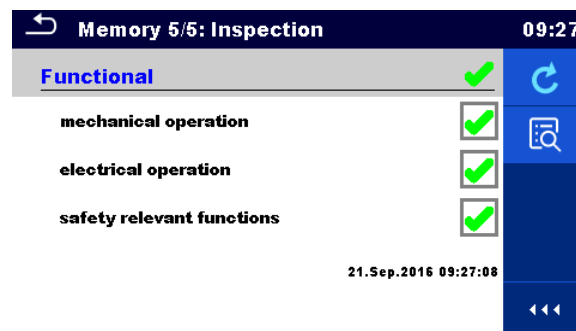 Memory 5/5: Inspection 09:27
Functional
mechanical operation
electrical operation
safety relevant functions
21.Sep.2016 09:27:08